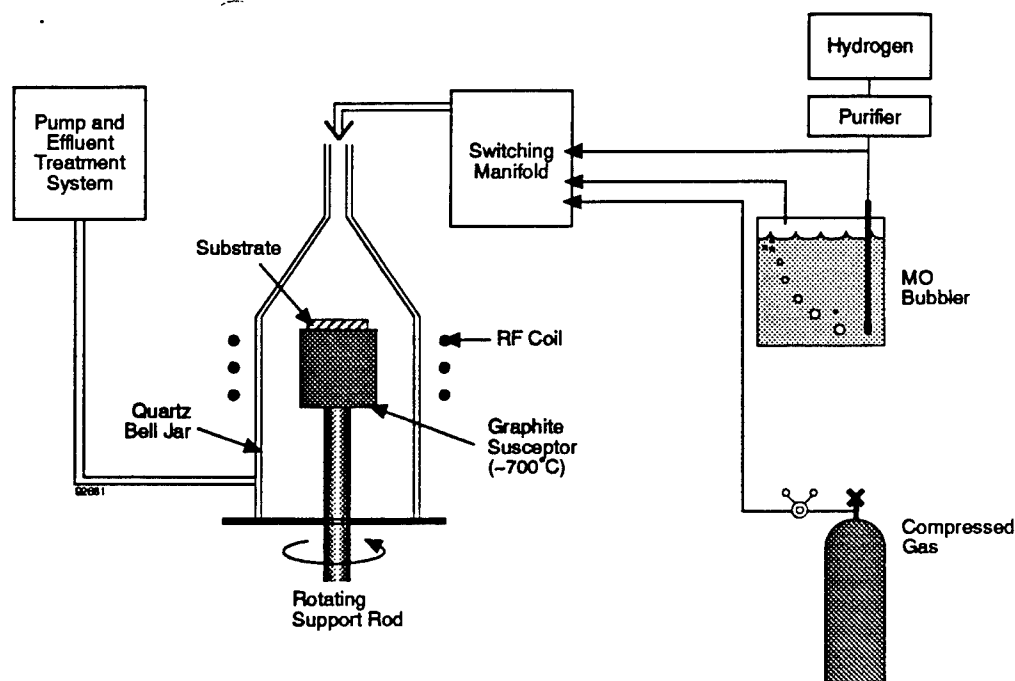 Hydrogen
Purifier
Pump and
Effluent
Treatment
System
Switching
Manifold
Substrate
MO
Bubbler
RF Coil
Quartz
Bell Jar
Graphite
Susceptor
(~700°C)
92661
Compressed
Gas
Rotating
Support Rod